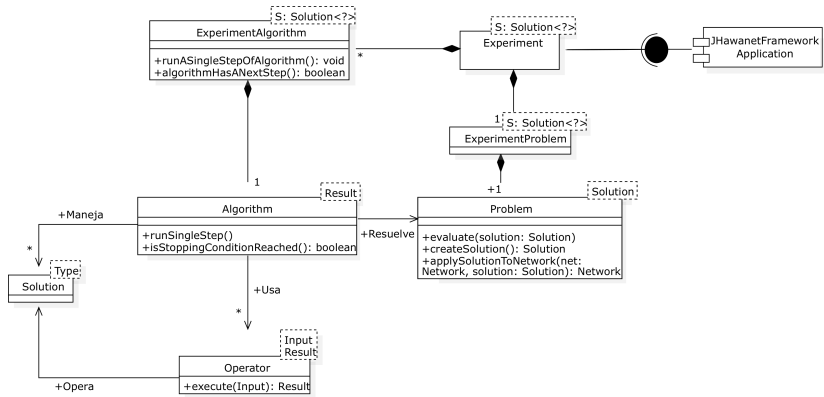 S: Solution<?>
ExperimentAlgorithm
+runASingleStepOfAlgorithm(): void
+algorithmHasANextStep(): boolean
*
S: Solution<?>
Experiment
JHawanetFramework
Application
1
S: Solution<?>
ExperimentProblem
1
+1
Result
Algorithm
+runSingleStep()
+isStoppingConditionReached(): boolean
+Resuelve
Solution
Problem
+evaluate(solution: Solution)
+createSolution(): Solution
+applySolutionToNetwork(net:
Network, solution: Solution): Network
+Maneja
*
Type
Solution
+Usa
*
Input
Result
Operator
+execute(Input): Result
+Opera